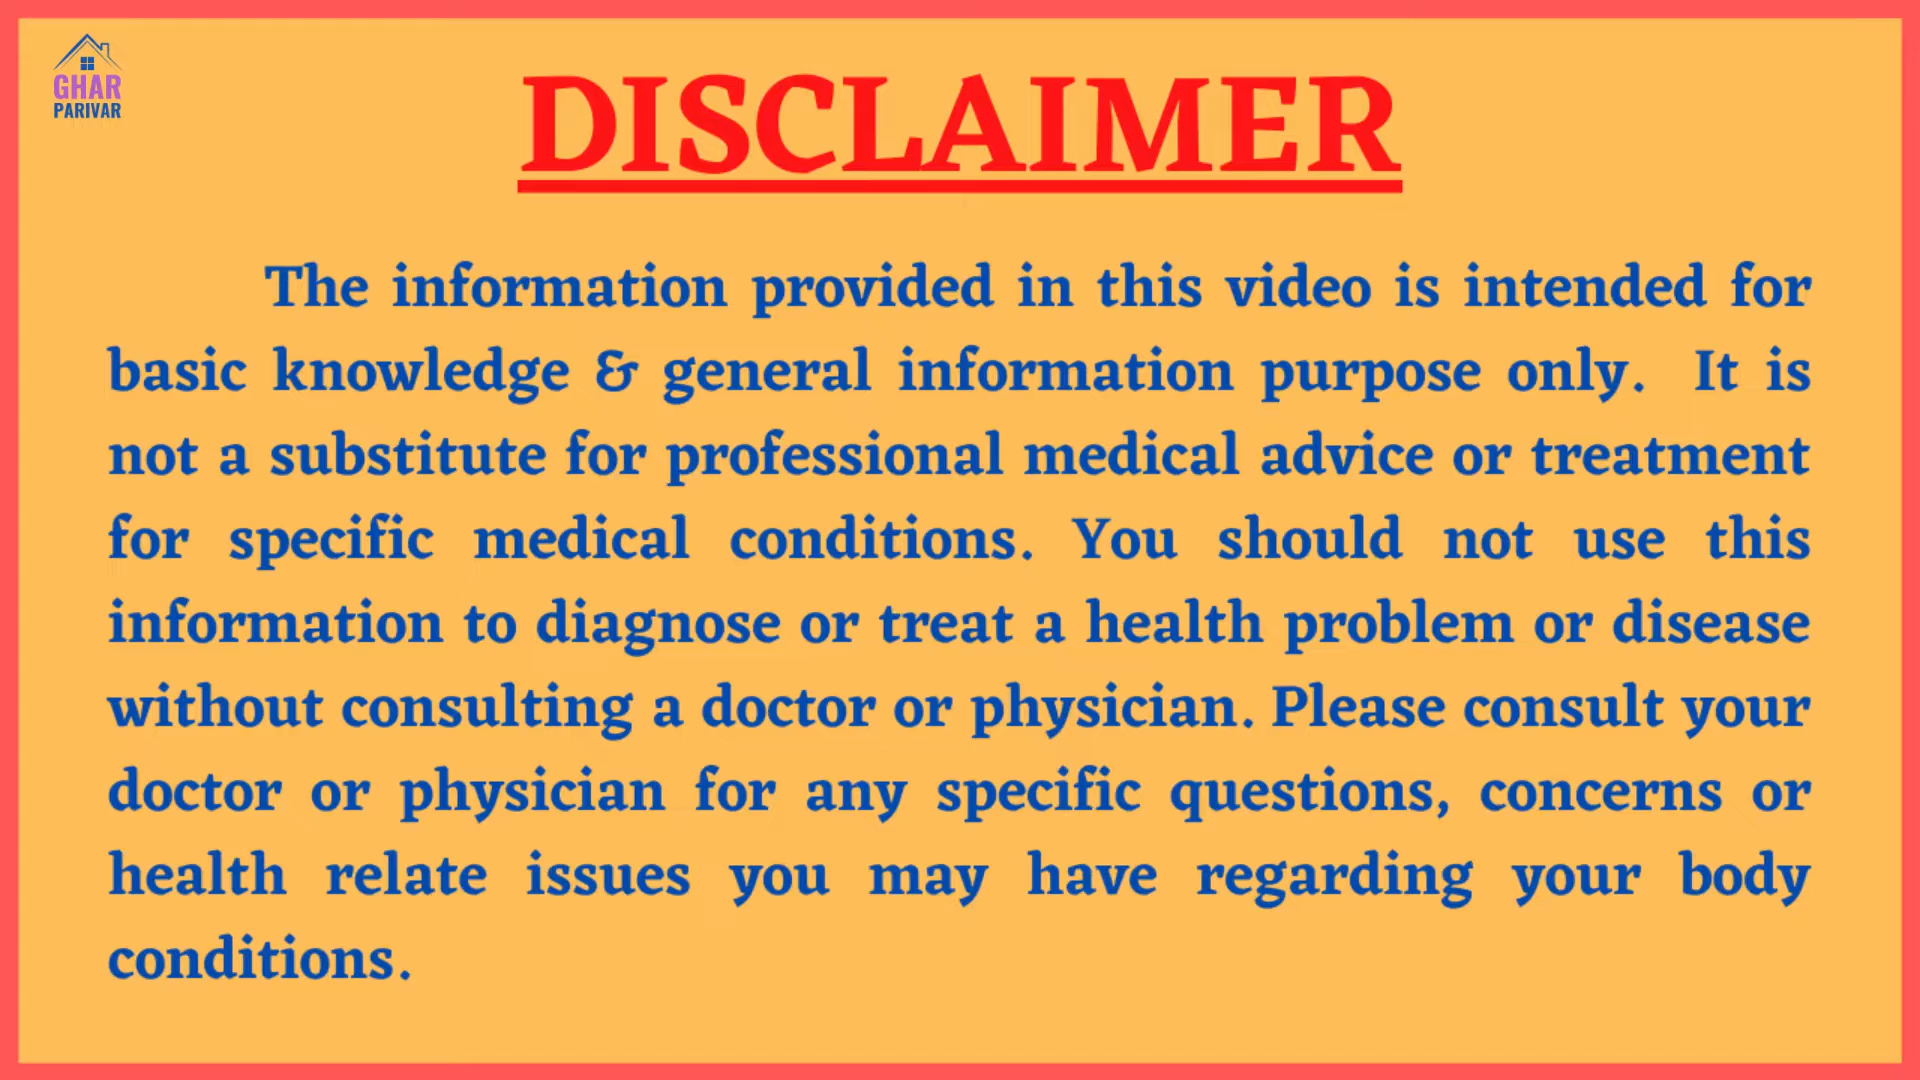 GHAR
PARIVAR
DISCLAIMER
The information provided in this video is intended for
basic knowledge & general information purpose only. It is
not a substitute for professional medical advice or treatment
for specific medical conditions. You should not use this
information to diagnose or treat a health problem or disease
without consulting a doctor or physician. Please consult your
doctor or physician for any specific questions, concerns or
health relate issues you may have regarding your body
conditions.